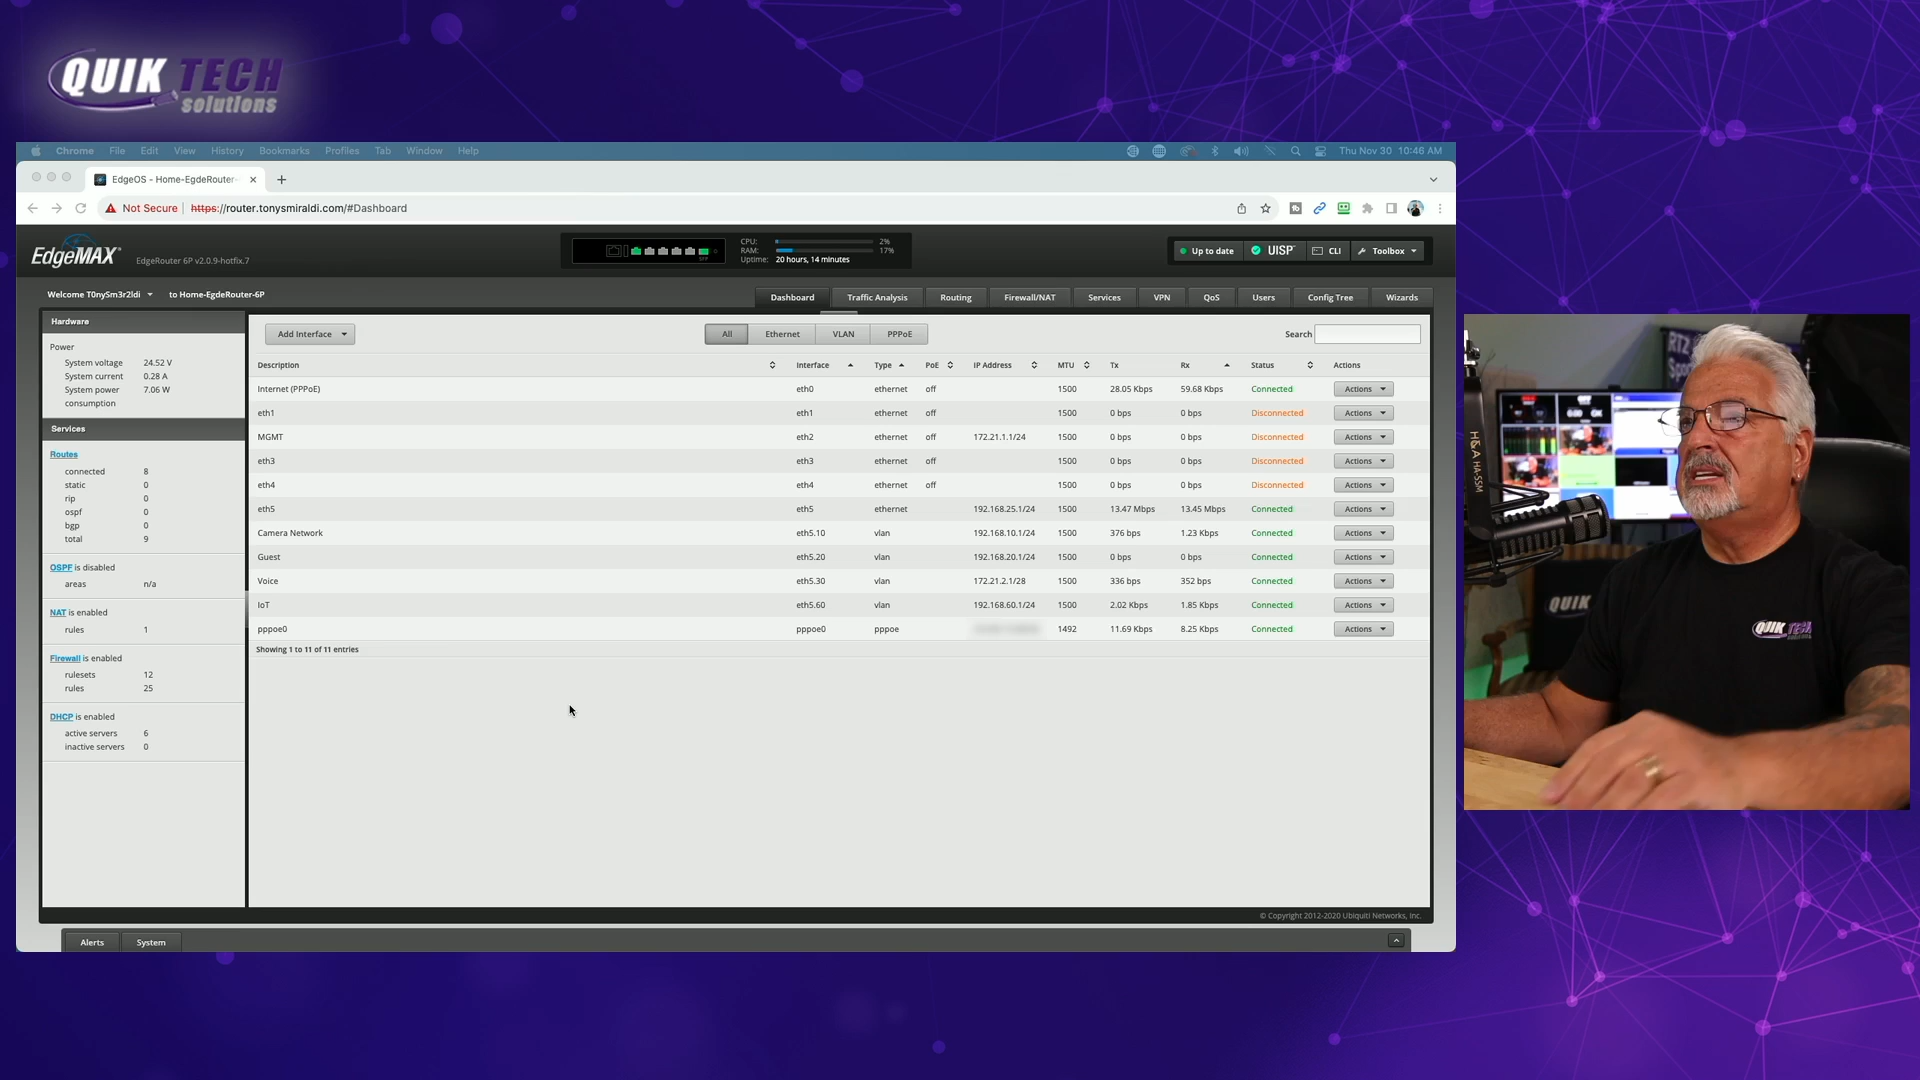 QUIK TECH
solutions
Chrome File Edit View History Bookmarks Profiles Tab Window Help
Thu Nov 30 10:46 AM
EdgeOS - Home-EgdeRouter-
Not Secure https://router.tonysmiraldi.com/#Dashboard
EdgeMAX
EdgeRouter 6P v2.0.9-hotfix.7
CPU: 2%
RAM: 17%
Uptime: 20 hours, 14 minutes
Up to date UISP CLI Toolbox
Welcome T0nySm3r2ldi to Home-EgdeRouter-6P
Dashboard Traffic Analysis Routing Firewall/NAT Services VPN QoS Users Config Tree Wizards
Hardware
Power
System voltage 24.52 V
System current 0.28 A
System power consumption 7.06 W
Services
Routes
connected 8
static 0
rip 0
ospf 0
bgp 0
total 9
OSPF is disabled
areas n/a
NAT is enabled
rules 1
Firewall is enabled
rulesets 12
rules 25
DHCP is enabled
active servers 6
inactive servers 0
Add Interface All Ethernet VLAN PPPoE Search
Description Interface Type PoE IP Address MTU Tx Rx Status Actions
Internet (PPPoE) eth0 ethernet off 1500 28.05 Kbps 59.68 Kbps Connected Actions
eth1 eth1 ethernet off 1500 0 bps 0 bps Disconnected Actions
MGMT eth2 ethernet off 172.21.1.1/24 1500 0 bps 0 bps Disconnected Actions
eth3 eth3 ethernet off 1500 0 bps 0 bps Disconnected Actions
eth4 eth4 ethernet off 1500 0 bps 0 bps Disconnected Actions
eth5 eth5 ethernet 192.168.25.1/24 1500 13.47 Mbps 13.45 Mbps Connected Actions
Camera Network eth5.10 vlan 192.168.10.1/24 1500 376 bps 1.23 Kbps Connected Actions
Guest eth5.20 vlan 192.168.20.1/24 1500 0 bps 0 bps Connected Actions
Voice eth5.30 vlan 172.21.2.1/28 1500 336 bps 352 bps Connected Actions
IoT eth5.60 vlan 192.168.60.1/24 1500 2.02 Kbps 1.85 Kbps Connected Actions
pppoe0 pppoe0 pppoe 1492 11.69 Kbps 8.25 Kbps Connected Actions
Showing 1 to 11 of 11 entries
© Copyright 2012-2020 Ubiquiti Networks, Inc.
Alerts System
H&A HA-SSM
QUIK
QUIK TECH